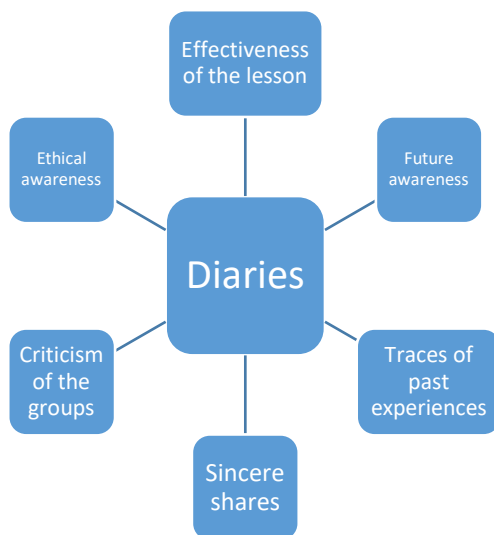 Effectiveness
of the lesson
Ethical
awareness
Future
awareness
Diaries
Criticism
of the
groups
Traces of
past
experiences
Sincere
shares